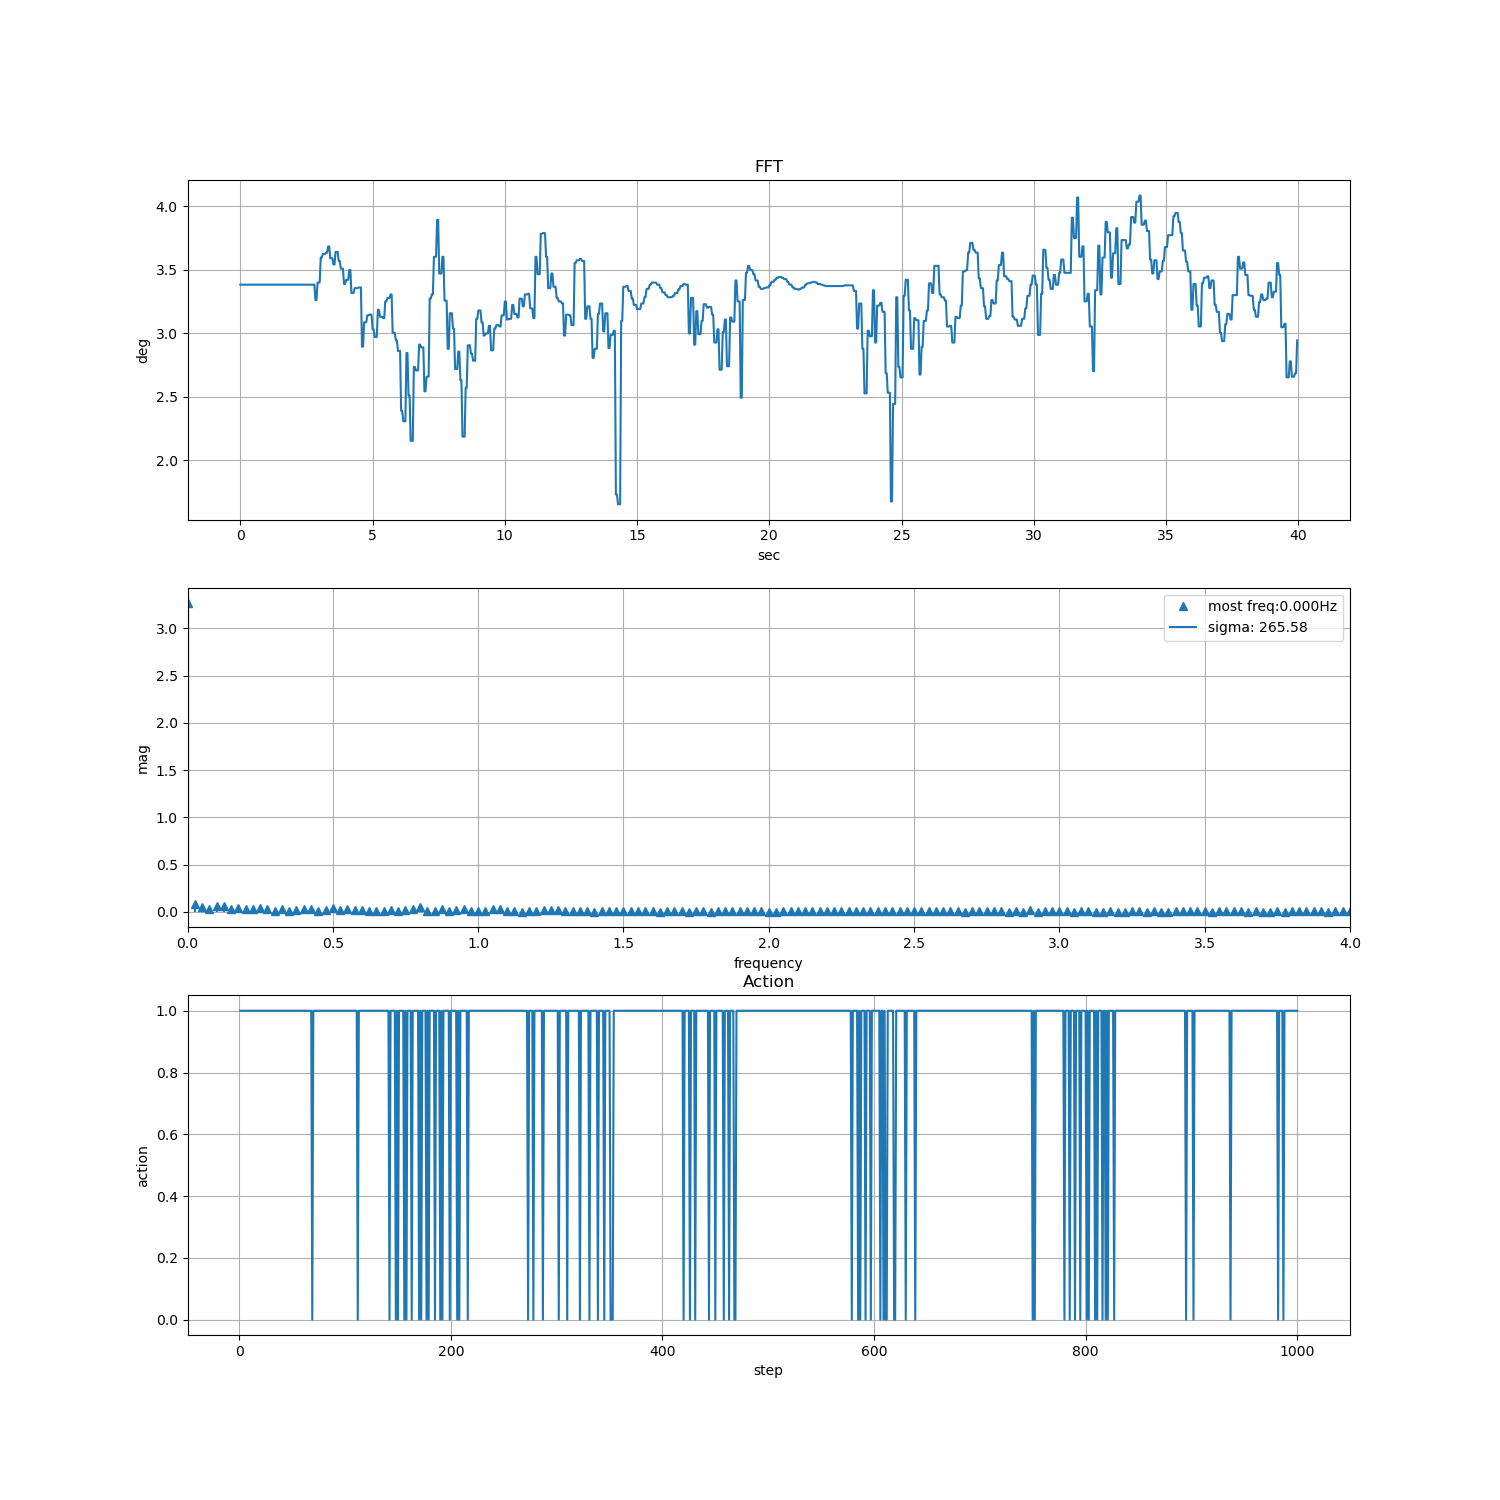 FFT
4.0
3.5
3.0
2.5
2.0
deg
0 5 10 15 20 25 30 35 40
sec
most freq:0.000Hz
sigma: 265.58
3.0
2.5
2.0
1.5
1.0
0.5
0.0
mag
0.0 0.5 1.0 1.5 2.0 2.5 3.0 3.5 4.0
frequency
Action
1.0
0.8
0.6
0.4
0.2
0.0
action
0 200 400 600 800 1000
step